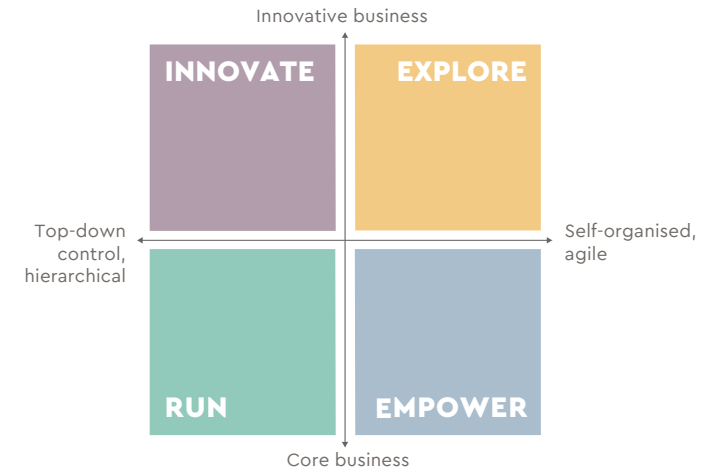 Innovative business
INNOVATE
EXPLORE
Top-down
control,
hierarchical
Self-organised,
agile
RUN
EMPOWER
Core business